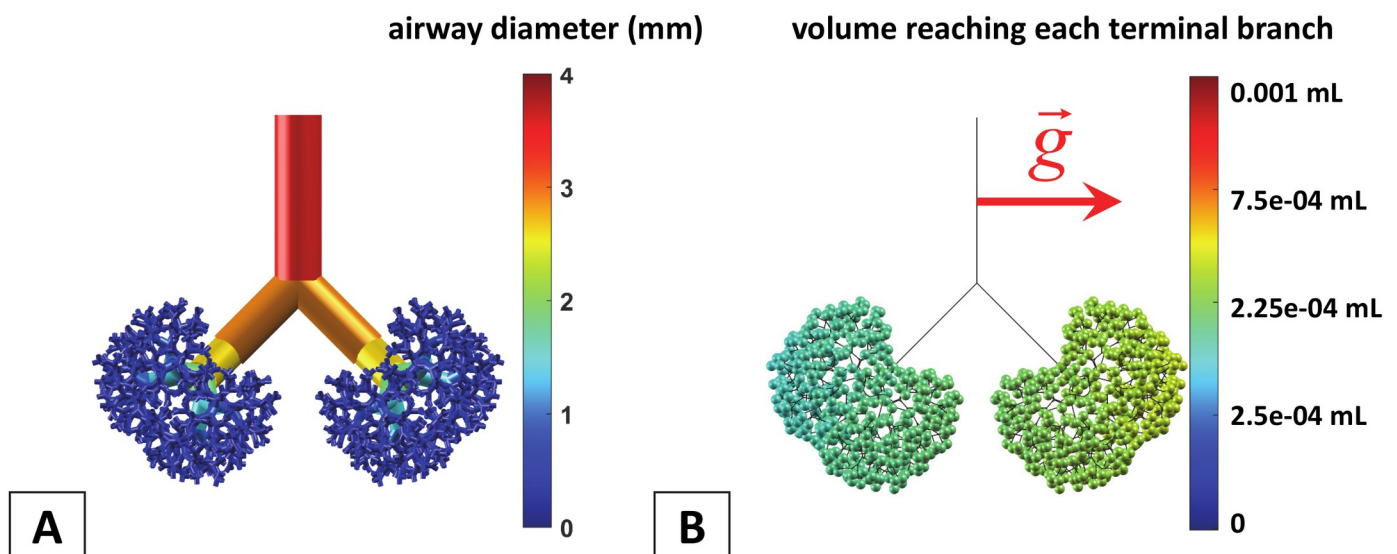 airway diameter (mm)
4
3
2
1
0
A
volume reaching each terminal branch
g
0.001 mL
7.5e-04 mL
2.25e-04 mL
2.5e-04 mL
0
B